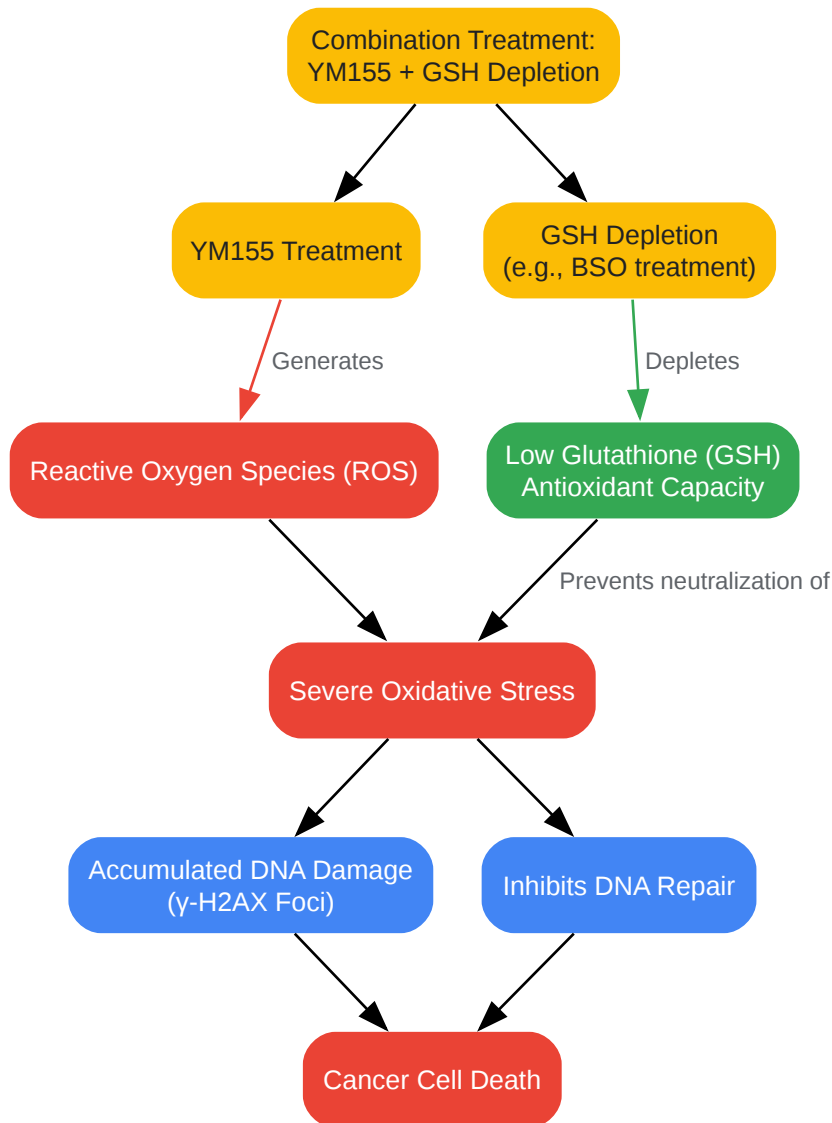 Combination Treatment:
YM155 + GSH Depletion
YM155 Treatment
GSH Depletion
(e.g., BSO treatment)
Generates
Depletes
Reactive Oxygen Species (ROS)
Low Glutathione (GSH)
Antioxidant Capacity
Prevents neutralization of
Severe Oxidative Stress
Accumulated DNA Damage
(γ-H2AX Foci)
Inhibits DNA Repair
Cancer Cell Death